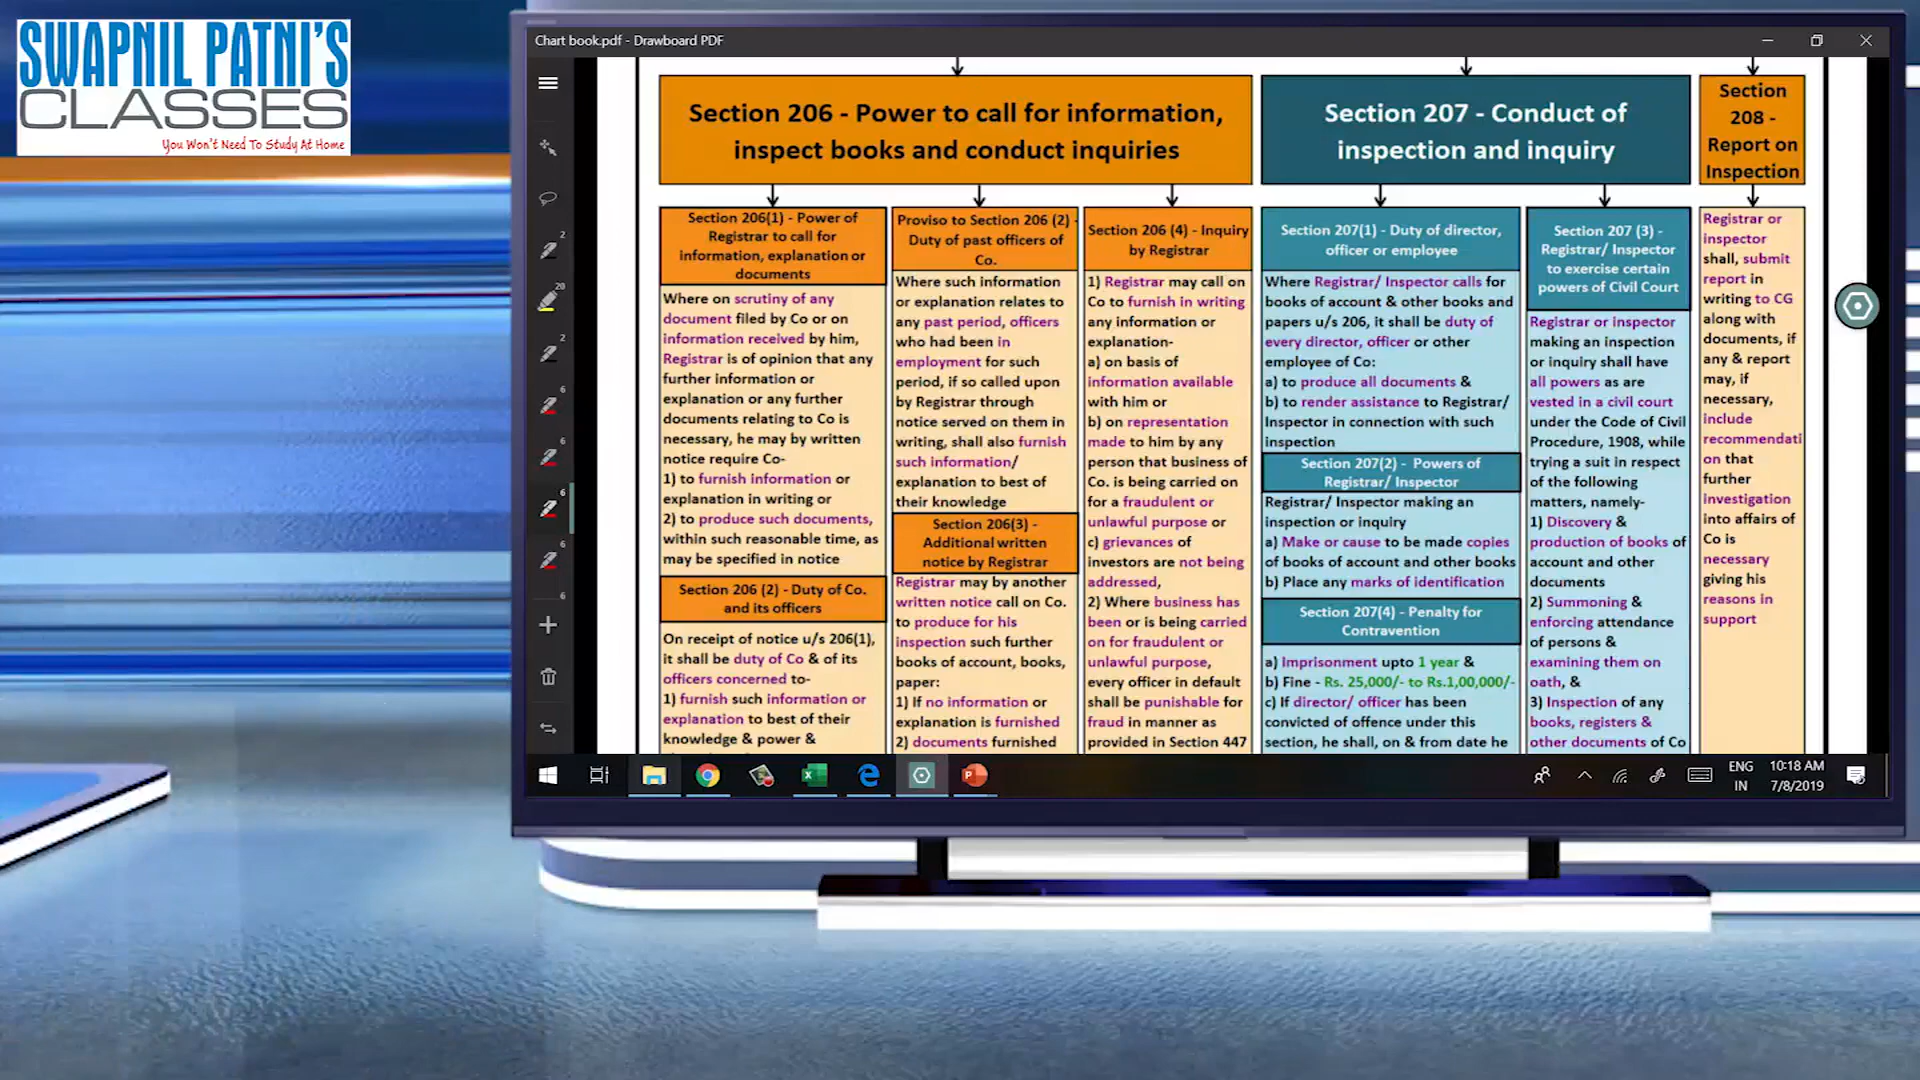 SWAPNIL PATNI'S
CLASSES
You Won't Need To Study At Home
Chart book.pdf - Drawboard PDF
Section 206 - Power to call for information,
inspect books and conduct inquiries
Section 206(1) - Power of
Registrar to call for
information, explanation or
documents
Where on scrutiny of any
document filed by Co or on
information received by him,
Registrar is of opinion that any
further information or
explanation or any further
documents relating to Co is
necessary, he may by written
notice require Co-
1) to furnish information or
explanation in writing or
2) to produce such documents,
within such reasonable time, as
may be specified in notice
Section 206 (2) - Duty of Co.
and its officers
On receipt of notice u/s 206(1),
it shall be duty of Co & of its
officers concerned to-
1) furnish such information or
explanation to best of their
knowledge & power &
Proviso to Section 206 (2) -
Duty of past officers of
Co.
Where such information
or explanation relates to
any past period, officers
who had been in
employment for such
period, if so called upon
by Registrar through
notice served on them in
writing, shall also furnish
such information/
explanation to best of
their knowledge
Section 206(3) -
Additional written
notice by Registrar
Registrar may by another
written notice call on Co.
to produce for his
inspection such further
books of account, books,
paper:
1) If no information or
explanation is furnished
2) documents furnished
Section 206 (4) - Inquiry
by Registrar
1) Registrar may call on
Co to furnish in writing
any information or
explanation-
a) on basis of
information available
with him or
b) on representation
made to him by any
person that business of
Co. is being carried on
for a fraudulent or
unlawful purpose or
c) grievances of
investors are not being
addressed,
2) Where business has
been or is being carried
on for fraudulent or
unlawful purpose,
every officer in default
shall be punishable for
fraud in manner as
provided in Section 447
Section 207 - Conduct of
inspection and inquiry
Section 207(1) - Duty of director,
officer or employee
Where Registrar/ Inspector calls for
books of account & other books and
papers u/s 206, it shall be duty of
every director, officer or other
employee of Co:
a) to produce all documents &
b) to render assistance to Registrar/
Inspector in connection with such
inspection
Section 207(2) - Powers of
Registrar/ Inspector
Registrar/ Inspector making an
inspection or inquiry
a) Make or cause to be made copies
of books of account and other books
b) Place any marks of identification
Section 207(4) - Penalty for
Contravention
a) Imprisonment upto 1 year &
b) Fine - Rs. 25,000/- to Rs.1,00,000/-
c) If director/ officer has been
convicted of offence under this
section, he shall, on & from date he
Section 207 (3) -
Registrar/ Inspector
to exercise certain
powers of Civil Court
Registrar or inspector
making an inspection
or inquiry shall have
all powers as are
vested in a civil court
under the Code of Civil
Procedure, 1908, while
trying a suit in respect
of the following
matters, namely-
1) Discovery &
production of books of
account and other
documents
2) Summoning &
enforcing attendance
of persons &
examining them on
oath, &
3) Inspection of any
books, registers &
other documents of Co
Section
208 -
Report on
Inspection
Registrar or
inspector
shall, submit
report in
writing to CG
along with
documents, if
any & report
may, if
necessary,
include
recommendati
on that
further
investigation
into affairs of
Co is
necessary
giving his
reasons in
support
2
20
2
6
6
6
6
6
ENG
IN
10:18 AM
7/8/2019